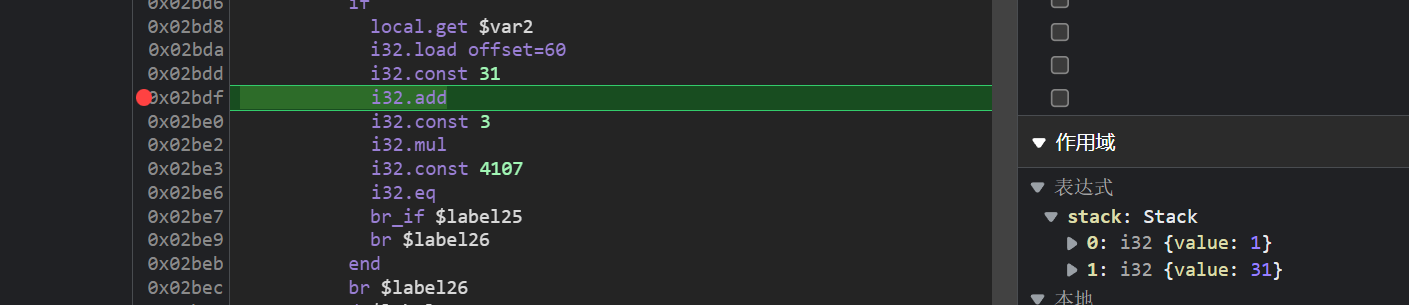 0x02bd6 if
0x02bd8 local.get $var2
0x02bda i32.load offset=60
0x02bdd i32.const 31
0x02bdf i32.add
0x02be0 i32.const 3
0x02be2 i32.mul
0x02be3 i32.const 4107
0x02be6 i32.eq
0x02be7 br_if $label25
0x02be9 br $label26
0x02beb end
0x02bec br $label26
作用域
表达式
stack: Stack
0: i32 {value: 1}
1: i32 {value: 31}
本地